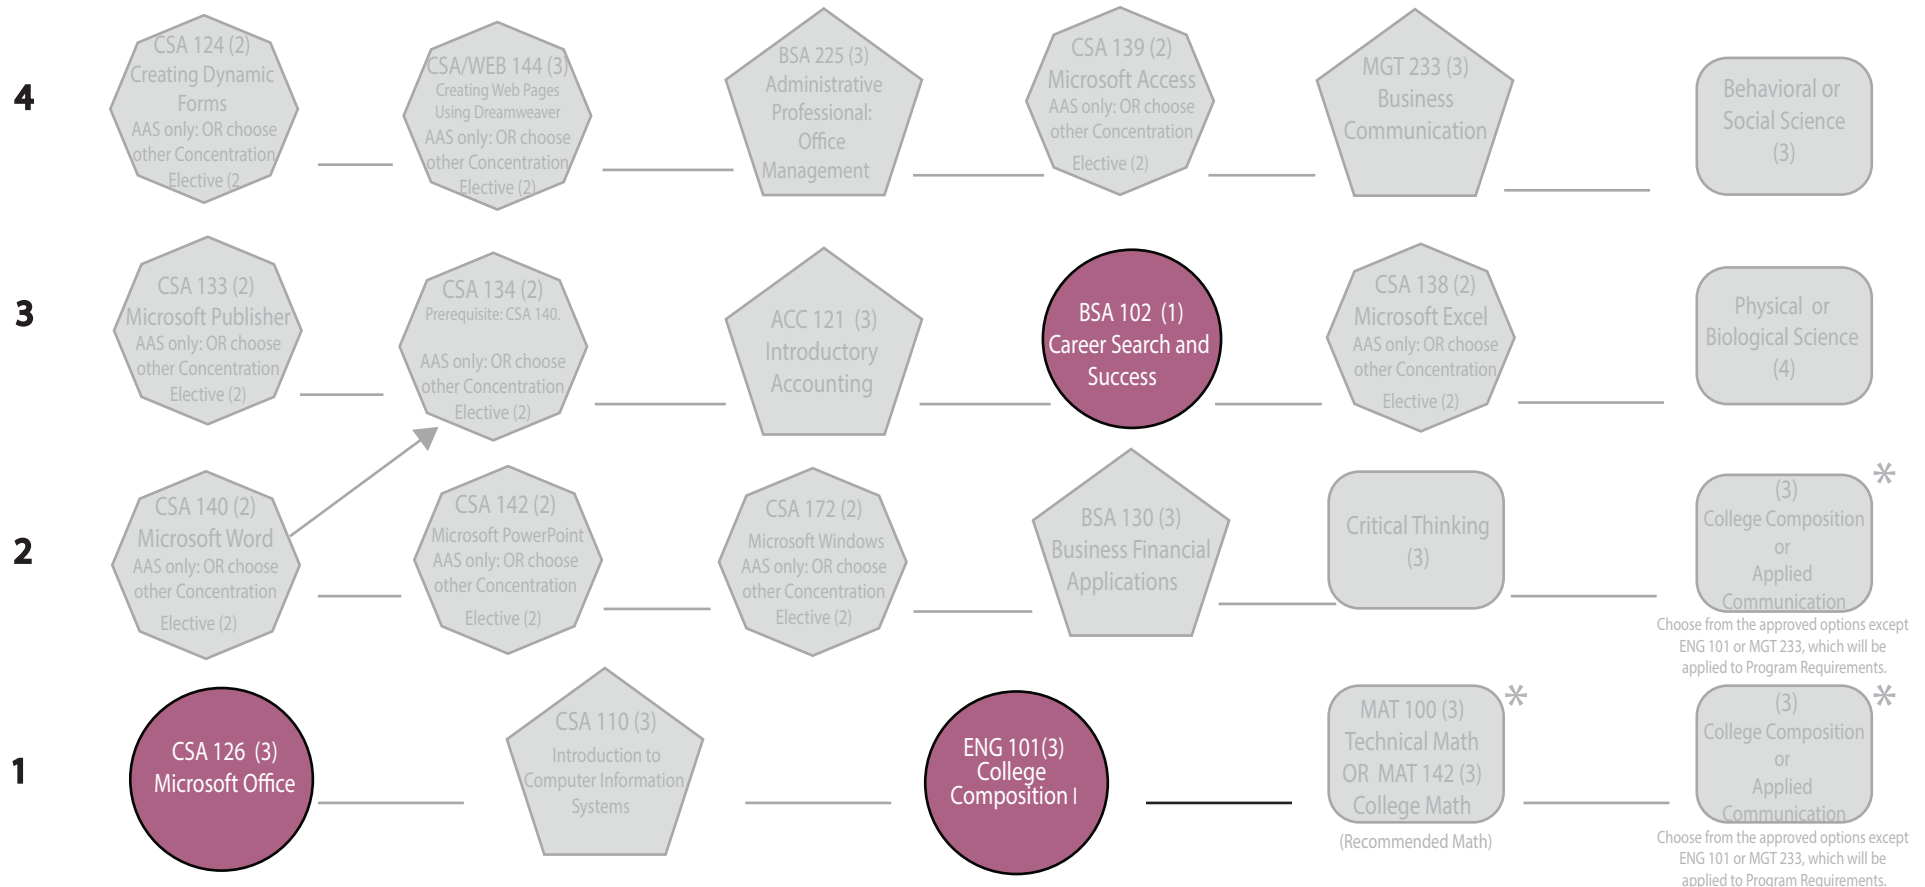 4
CSA 124 (2)
Creating Dynamic
Forms
AAS only: OR choose
other Concentration
Elective (2
CSA/WEB 144 (3)
Creating Web Pages
Using Dreamweaver
AAS only: OR choose
other Concentration
Elective (2)
BSA 225 (3)
Administrative
Professional:
Office
Management
CSA 139 (2)
Microsoft Access
AAS only: OR choose
other Concentration
Elective (2)
MGT 233 (3)
Business
Communication
Behavioral or
Social Science
(3)
3
CSA 133 (2)
Microsoft Publisher
AAS only: OR choose
other Concentration
Elective (2)
CSA 134 (2)
Prerequisite: CSA 140.
AAS only: OR choose
other Concentration
Elective (2)
ACC 121 (3)
Introductory
Accounting
BSA 102 (1)
Career Search and
Success
CSA 138 (2)
Microsoft Excel
AAS only: OR choose
other Concentration
Elective (2)
Physical or
Biological Science
(4)
2
CSA 140 (2)
Microsoft Word
AAS only: OR choose
other Concentration
Elective (2)
CSA 142 (2)
Microsoft PowerPoint
AAS only: OR choose
other Concentration
Elective (2)
CSA 172 (2)
Microsoft Windows
AAS only: OR choose
other Concentration
Elective (2)
BSA 130 (3)
Business Financial
Applications
Critical Thinking
(3)
*
(3)
College Composition
or
Applied
Communication
Choose from the approved options except
ENG 101 or MGT 233, which will be
applied to Program Requirements.
1
CSA 126 (3)
Microsoft Office
CSA 110 (3)
Introduction to
Computer Information
Systems
ENG 101(3)
College
Composition I
*
MAT 100 (3)
Technical Math
OR MAT 142 (3)
College Math
(Recommended Math)
*
(3)
College Composition
or
Applied
Communication
Choose from the approved options except
ENG 101 or MGT 233, which will be
applied to Program Requirements.